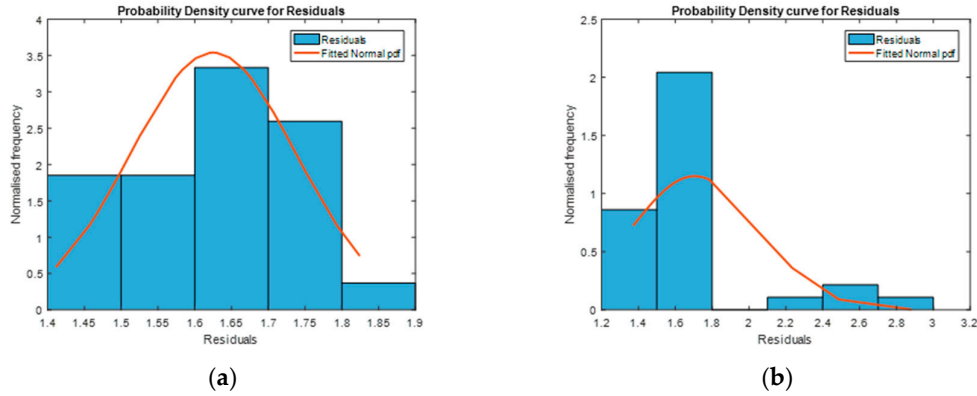 Probability Density curve for Residuals
Normalised frequency
4
3.5
3
2.5
2
1.5
1
0.5
0
Residuals
Fitted Normal pdf
1.4 1.45 1.5 1.55 1.6 1.65 1.7 1.75 1.8 1.85 1.9
Residuals
(a)
Probability Density curve for Residuals
Normalised frequency
2.5
2
1.5
1
0.5
0
Residuals
Fitted Normal pdf
1.2 1.4 1.6 1.8 2 2.2 2.4 2.6 2.8 3 3.2
Residuals
(b)